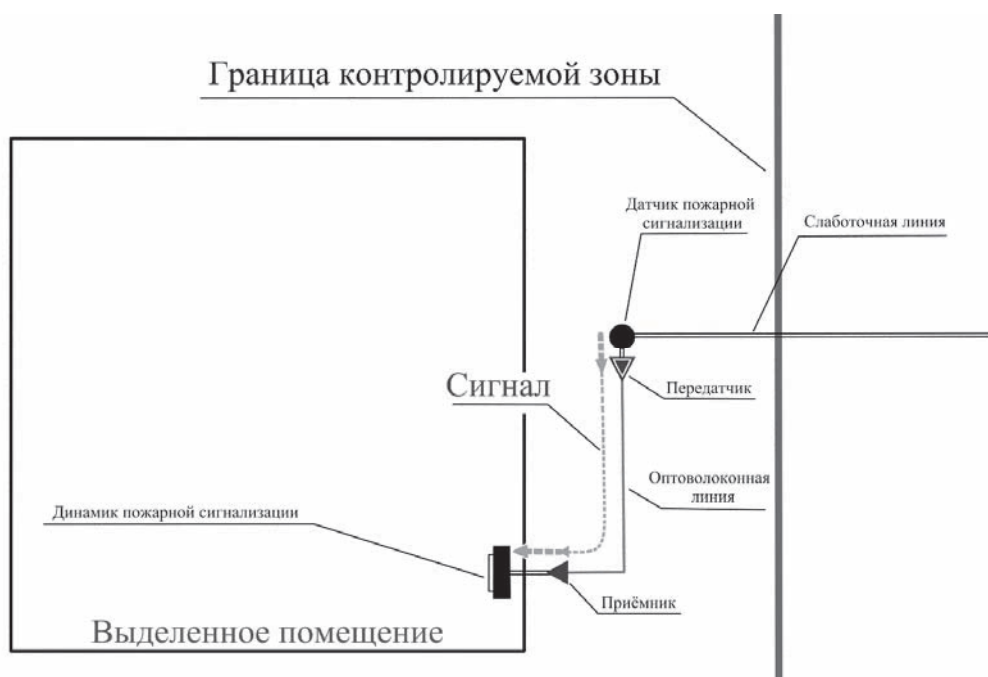 Граница контролируемой зоны
Датчик пожарной
сигнализации
Слаботочная линия
Сигнал
Передатчик
Оптоволоконная
линия
Динамик пожарной сигнализации
Приёмник
Выделенное помещение